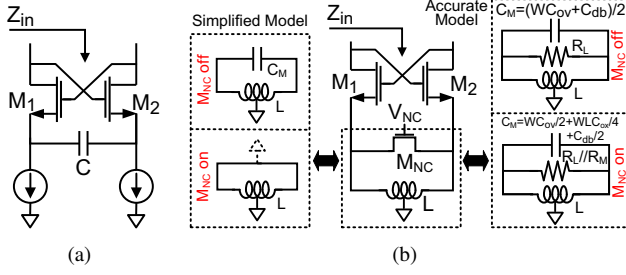 Simplified Model
Accurate Model
Z_in
Z_in
M_NC off
C_M
L
M_1
M_2
C
M_NC on
L
M_1
M_2
V_NC
M_NC
L
C_M=(WC_ov+C_db)/2
M_NC off
R_L
L
C_M=WC_ov/2+WLC_ox/4
+C_db/2
M_NC on
R_L//R_M
L
(a)
(b)